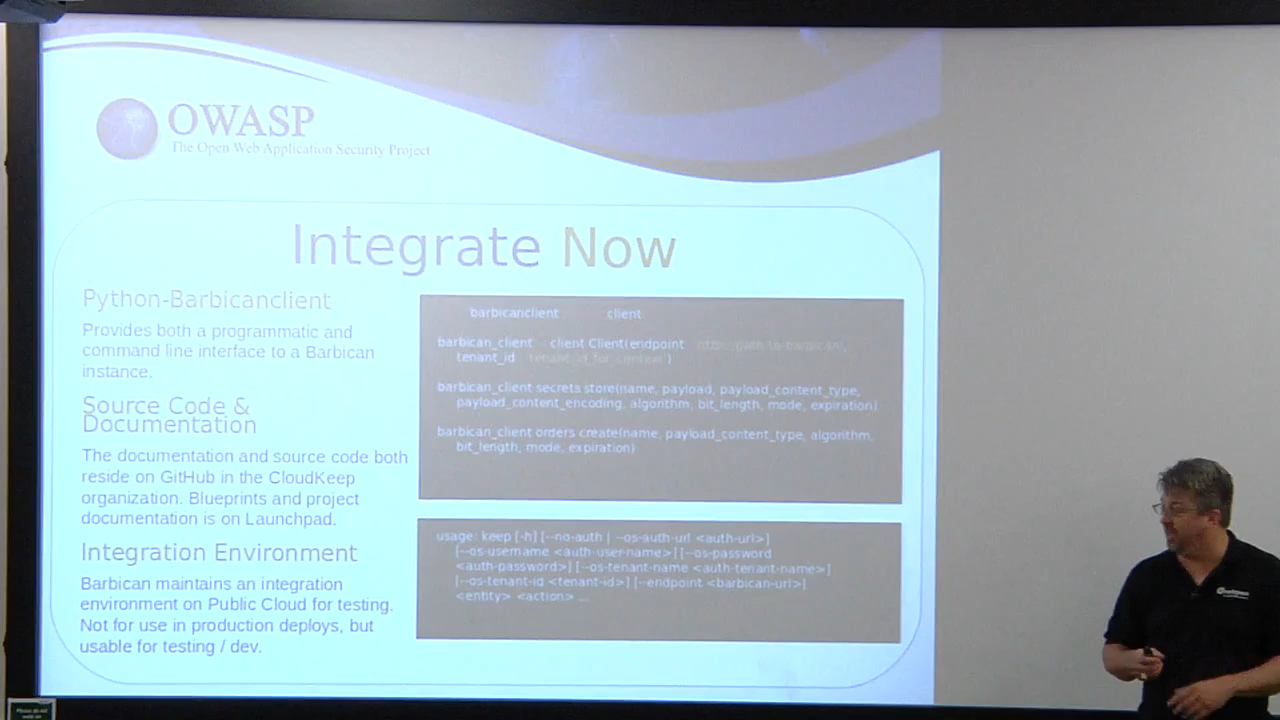 OWASP
The Open Web Application Security Project
Integrate Now
Python-Barbicanclient
Provides both a programmatic and
command line interface to a Barbican
instance.
Source Code &
Documentation
The documentation and source code both
reside on GitHub in the CloudKeep
organization. Blueprints and project
documentation is on Launchpad.
Integration Environment
Barbican maintains an integration
environment on Public Cloud for testing.
Not for use in production deploys, but
usable for testing / dev.
barbicanclient client
barbican_client client Client(endpoint
tenant_id )
barbican_client secrets store(name, payload, payload_content_type,
payload_content_encoding, algorithm, bit_length, mode, expiration)
barbican_client orders create(name, payload_content_type, algorithm,
bit_length, mode, expiration)
usage: keep [-h] [--no-auth | --os-auth-url <auth-url>]
[--os-username <auth-user-name>] [--os-password
<auth-password>] [--os-tenant-name <auth-tenant-name>]
[--os-tenant-id <tenant-id>] [--endpoint <barbican-url>]
<entity> <action> ...